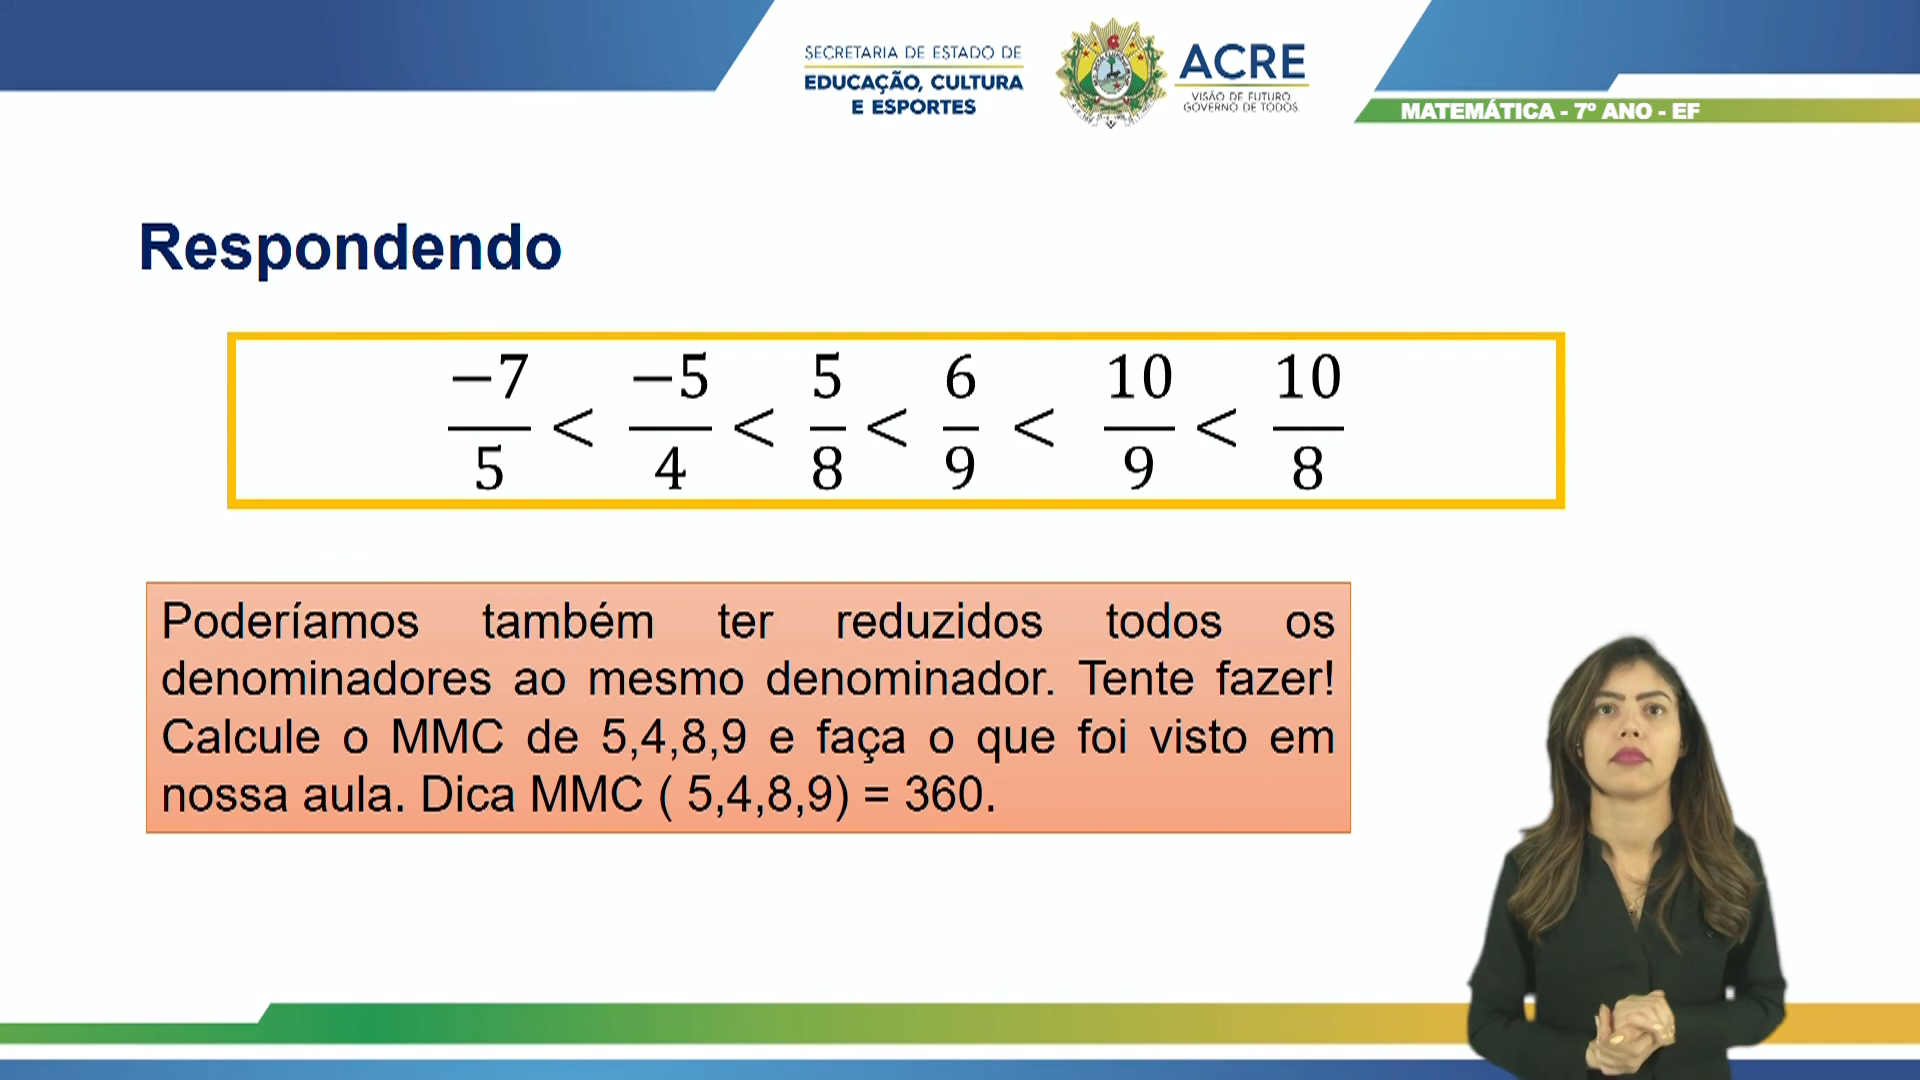 SECRETARIA DE ESTADO DE
EDUCAÇÃO, CULTURA
E ESPORTES
ACRE
VISÃO DE FUTURO.
GOVERNO DE TODOS.
MATEMÁTICA - 7º ANO - EF
Respondendo
−7/5 < −5/4 < 5/8 < 6/9 < 10/9 < 10/8
Poderíamos também ter reduzidos todos os
denominadores ao mesmo denominador. Tente fazer!
Calcule o MMC de 5,4,8,9 e faça o que foi visto em
nossa aula. Dica MMC ( 5,4,8,9) = 360.